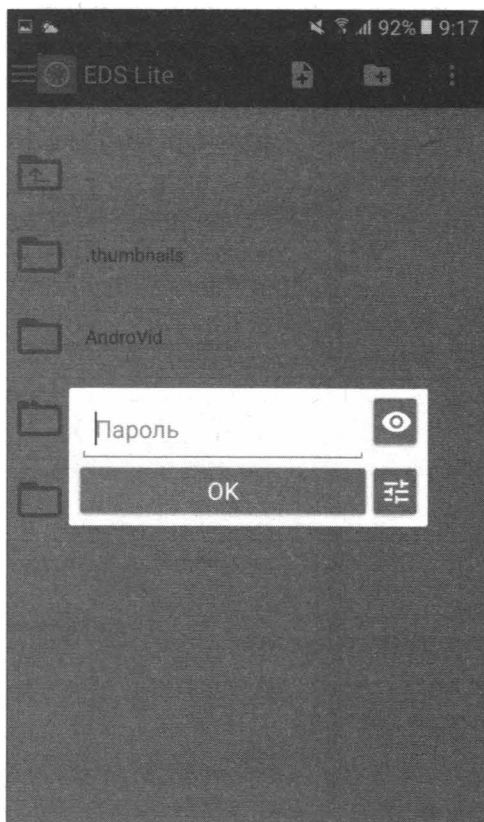 92% 9:17
EDS Lite
..
.thumbnails
AndroVid
Пароль
OK